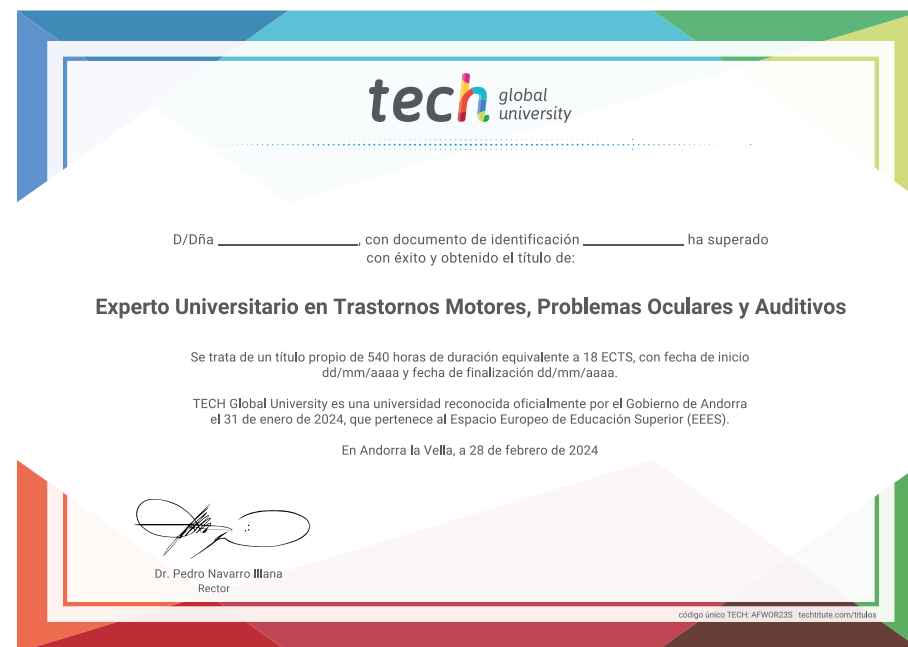 tech global university
D/Dña ______________, con documento de identificación __________ ha superado
con éxito y obtenido el título de:
Experto Universitario en Trastornos Motores, Problemas Oculares y Auditivos
Se trata de un título propio de 540 horas de duración equivalente a 18 ECTS, con fecha de inicio
dd/mm/aaaa y fecha de finalización dd/mm/aaaa.
TECH Global University es una universidad reconocida oficialmente por el Gobierno de Andorra
el 31 de enero de 2024, que pertenece al Espacio Europeo de Educación Superior (EEES).
En Andorra la Vella, a 28 de febrero de 2024
Dr. Pedro Navarro Illana
Rector
código único TECH: AFWOR23S techtitute.com/titulos